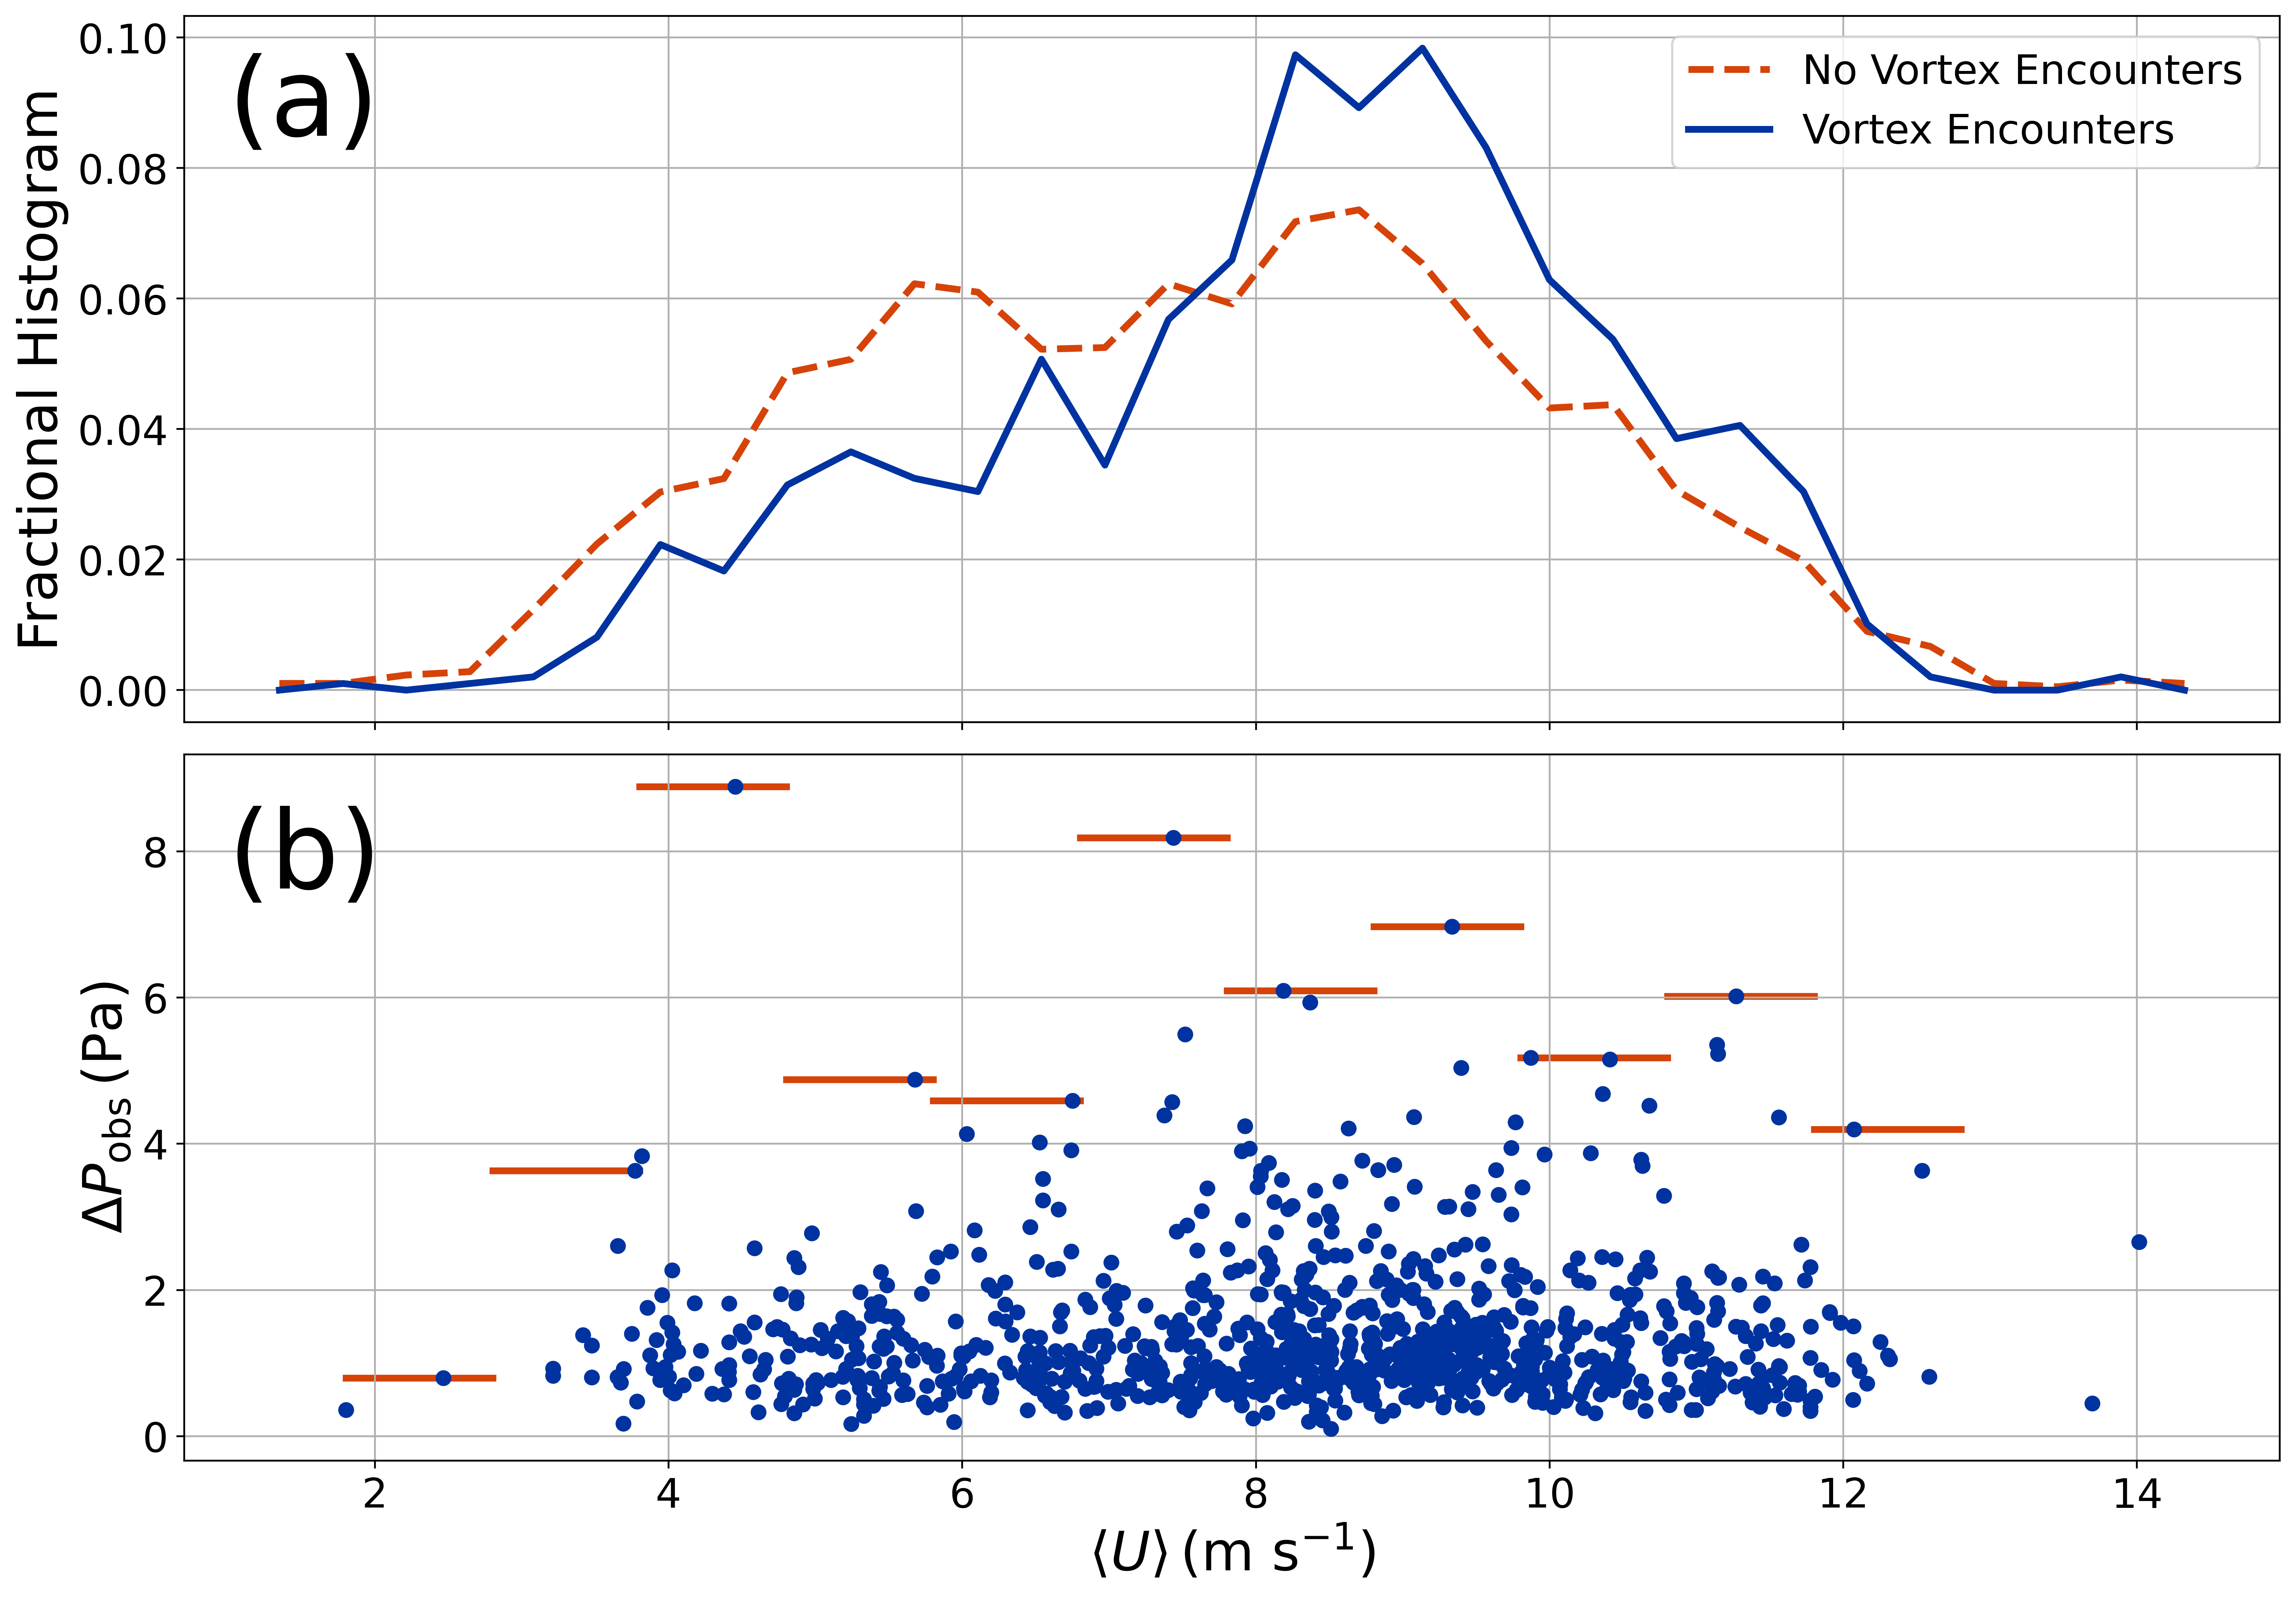 (a)
No Vortex Encounters
Vortex Encounters
Fractional Histogram
0.10
0.08
0.06
0.04
0.02
0.00
(b)
ΔP_obs (Pa)
8
6
4
2
0
2 4 6 8 10 12 14
⟨U⟩ (m s⁻¹)